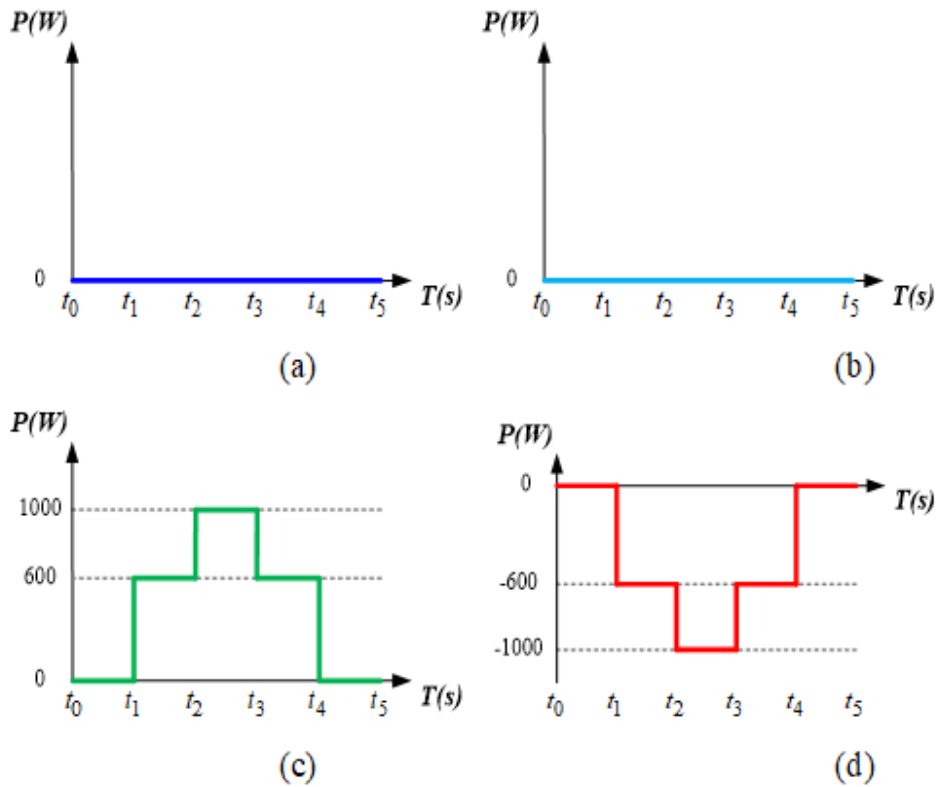 P(W)
0
t0 t1 t2 t3 t4 t5 T(s)
(a)
P(W)
0
t0 t1 t2 t3 t4 t5 T(s)
(b)
P(W)
1000
600
0
t0 t1 t2 t3 t4 t5 T(s)
(c)
P(W)
0
T(s)
-600
-1000
t0 t1 t2 t3 t4 t5
(d)